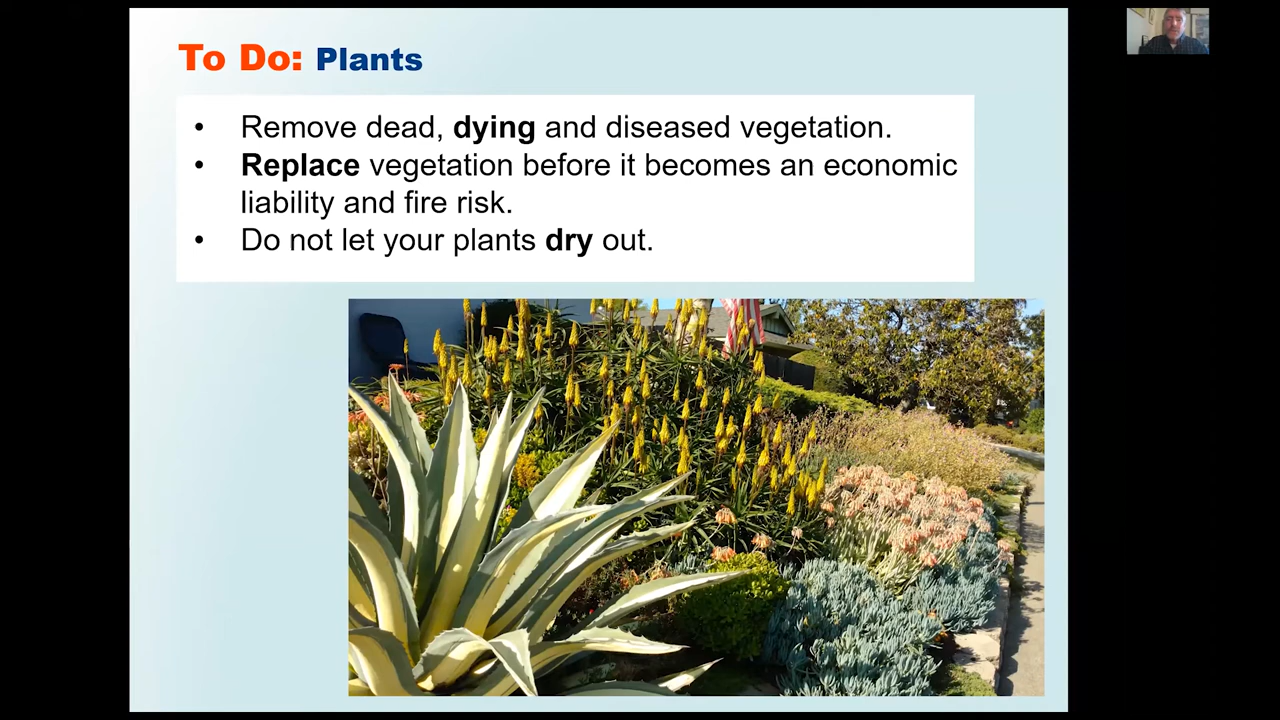 To Do: Plants
• Remove dead, dying and diseased vegetation.
• Replace vegetation before it becomes an economic
liability and fire risk.
• Do not let your plants dry out.